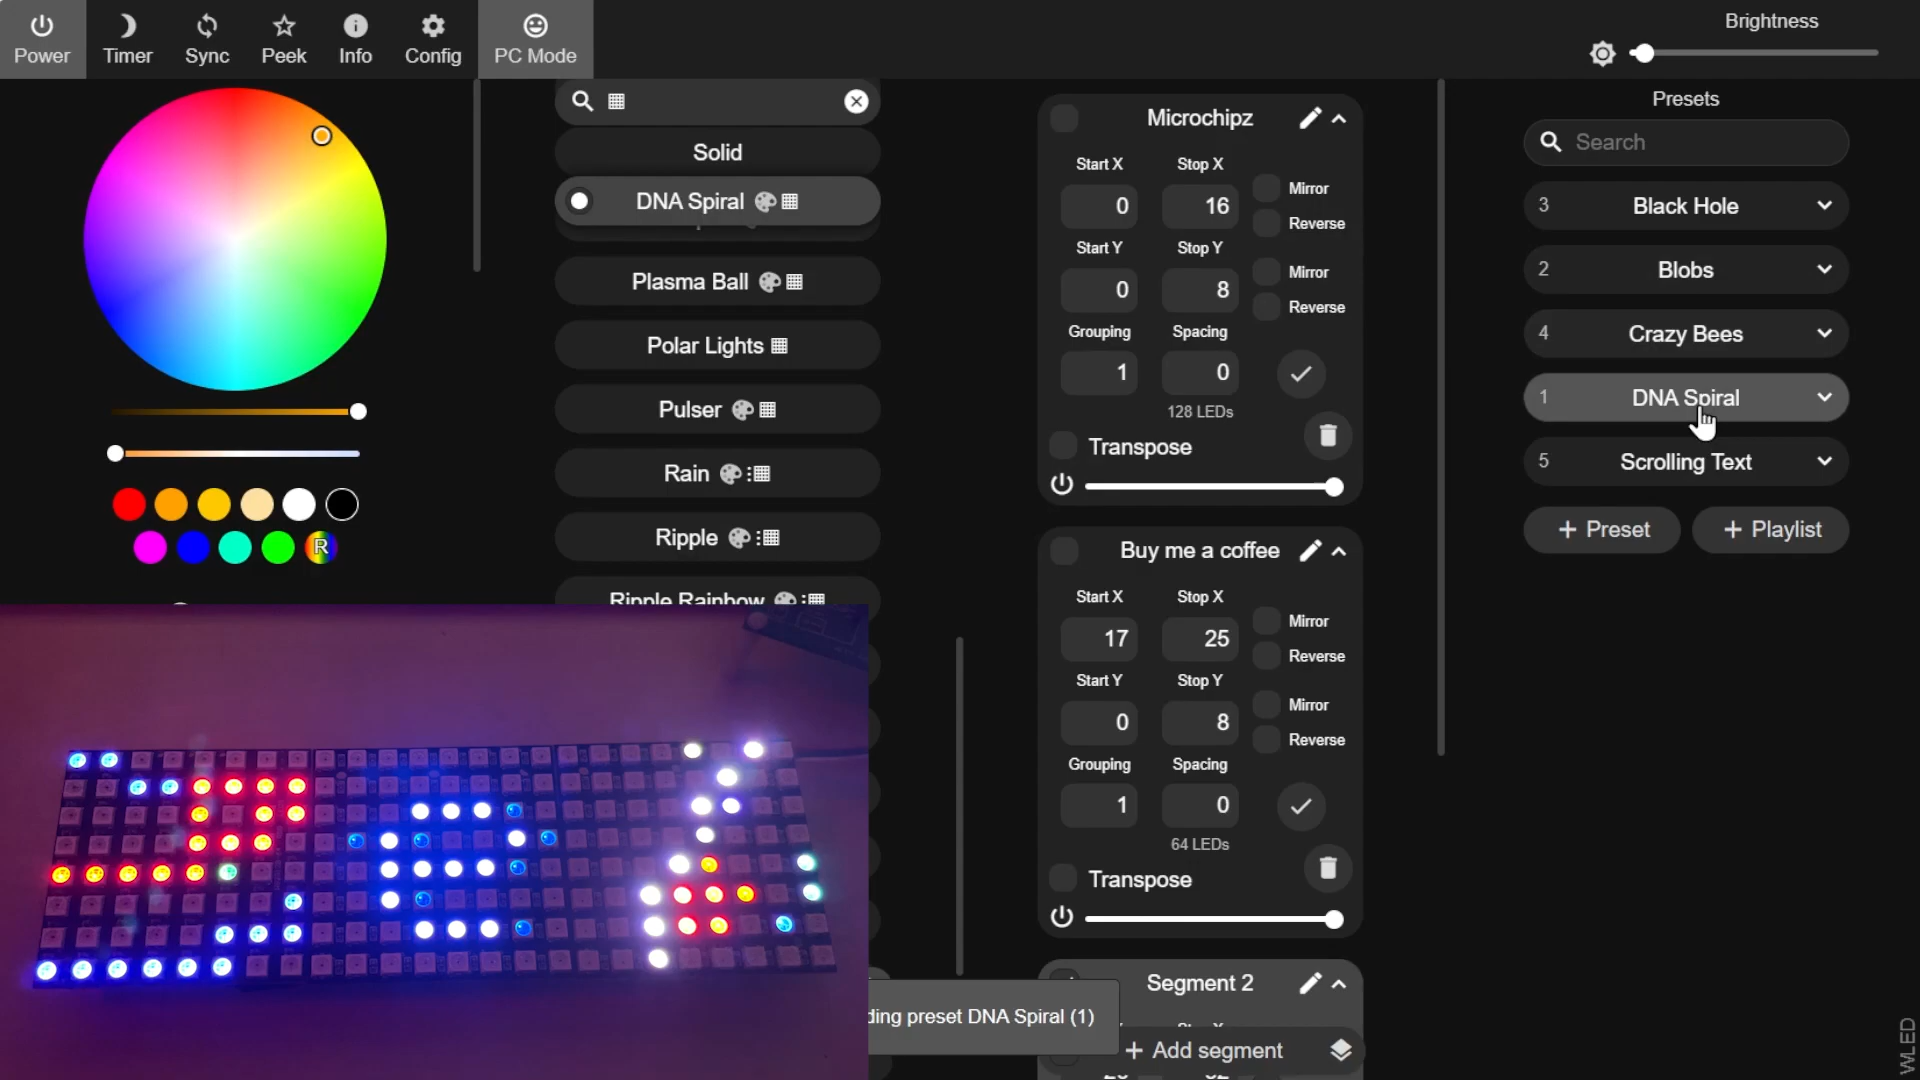 Power
Timer
Sync
Peek
Info
Config
PC Mode
Brightness
Solid
DNA Spiral
Plasma Ball
Polar Lights
Pulser
Rain
Ripple
Ripple Rainbow
R
Microchipz
Start X
Stop X
0
16
Mirror
Reverse
Start Y
Stop Y
0
8
Mirror
Reverse
Grouping
Spacing
1
0
128 LEDs
Transpose
Buy me a coffee
Start X
Stop X
17
25
Mirror
Reverse
Start Y
Stop Y
0
8
Mirror
Reverse
Grouping
Spacing
1
0
64 LEDs
Transpose
Segment 2
ding preset DNA Spiral (1)
+ Add segment
Presets
Search
3 Black Hole
2 Blobs
4 Crazy Bees
1 DNA Spiral
5 Scrolling Text
+ Preset
+ Playlist
WLED